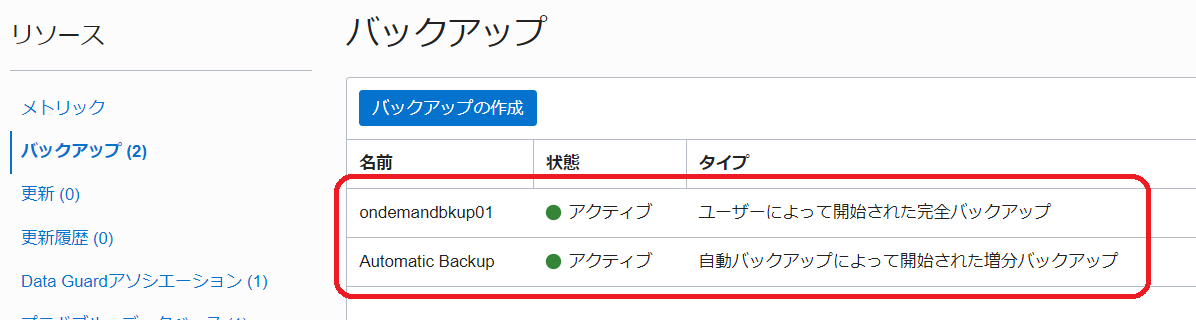 リソース
メトリック
バックアップ (2)
更新 (0)
更新履歴 (0)
Data Guardアソシエーション (1)
バックアップ
バックアップの作成
名前 状態 タイプ
ondemandbkup01 アクティブ ユーザーによって開始された完全バックアップ
Automatic Backup アクティブ 自動バックアップによって開始された増分バックアップ